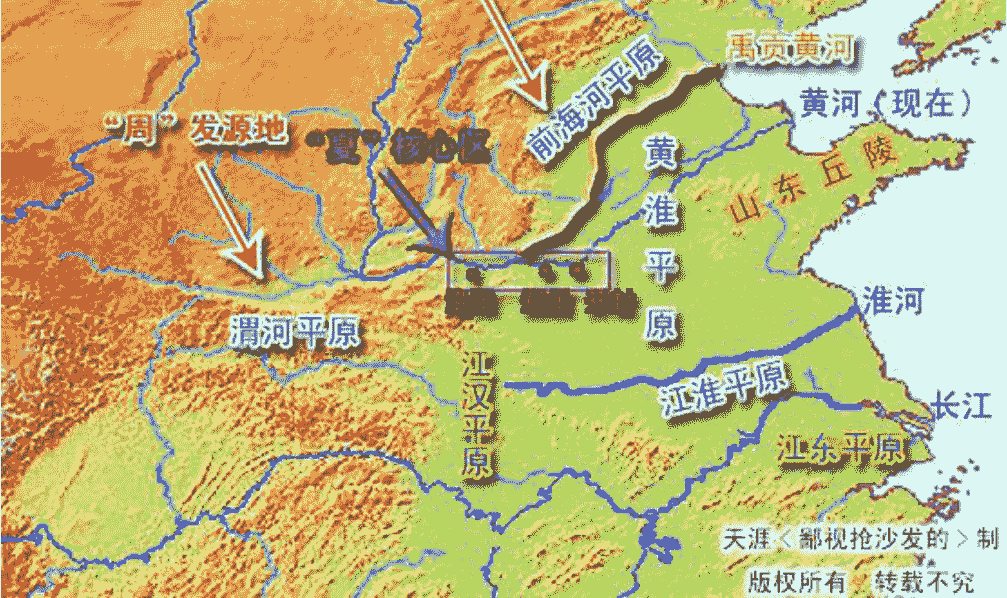 禹贡黄河
前海河平原
黄河（现在）
“周”发源地
“夏”核心区
黄淮平原
山东丘陵
渭河平原
淮河
江汉平原
江淮平原
长江
江东平原
天涯<鄙视抢沙发的>制
版权所有 转载不究